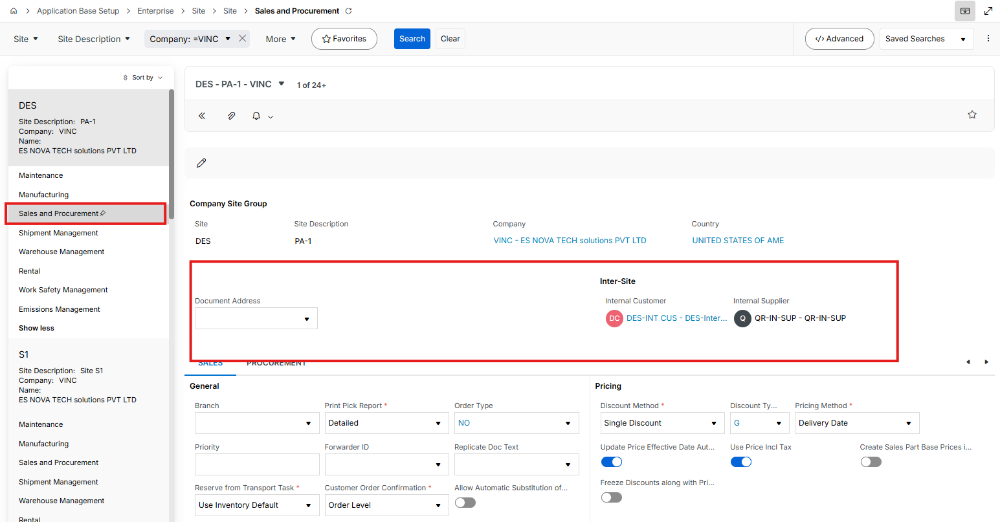 Application Base Setup > Enterprise > Site > Site > Sales and Procurement
Site Site Description Company: =VINC More Favorites Search Clear </> Advanced Saved Searches
Sort by
DES
Site Description: PA-1
Company: VINC
Name:
ES NOVA TECH solutions PVT LTD
Maintenance
Manufacturing
Sales and Procurement
Shipment Management
Warehouse Management
Rental
Work Safety Management
Emissions Management
Show less
S1
Site Description: Site S1
Company: VINC
Name:
ES NOVA TECH solutions PVT LTD
Maintenance
Manufacturing
Sales and Procurement
Shipment Management
Warehouse Management
Rental
DES - PA-1 - VINC 1 of 24+
Company Site Group
Site Site Description Company Country
DES PA-1 VINC - ES NOVA TECH solutions PVT LTD UNITED STATES OF AME
Inter-Site
Document Address Internal Customer Internal Supplier
DC DES-INT CUS - DES-Inter... Q QR-IN-SUP - QR-IN-SUP
SALES PROCUREMENT
General
Branch Print Pick Report * Order Type
Detailed NO
Priority Forwarder ID Replicate Doc Text
Reserve from Transport Task * Customer Order Confirmation * Allow Automatic Substitution of...
Use Inventory Default Order Level
Pricing
Discount Method * Discount Ty... Pricing Method *
Single Discount G Delivery Date
Update Price Effective Date Aut... Use Price Incl Tax Create Sales Part Base Prices i...
Freeze Discounts along with Pri...